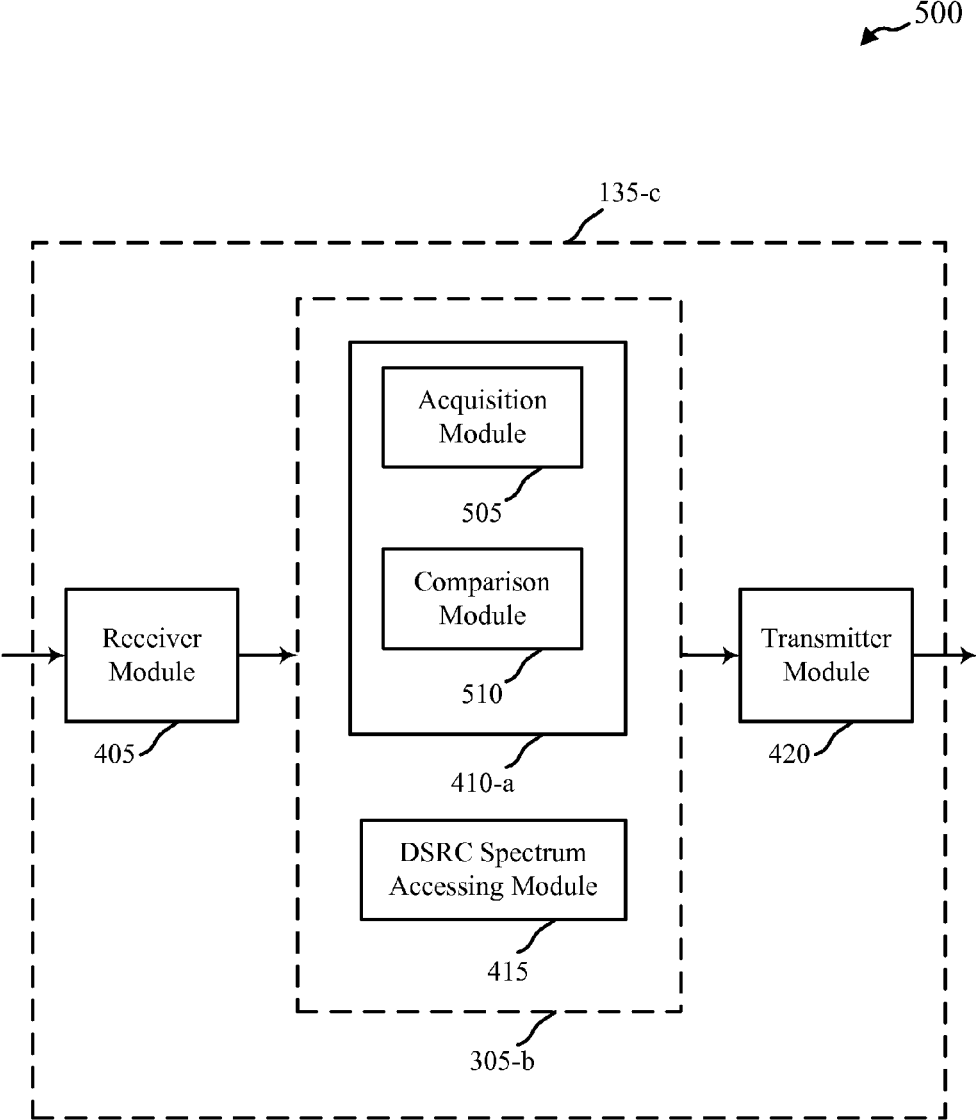 500
135-c
Acquisition
Module
505
Comparison
Module
510
410-a
Receiver
Module
405
Transmitter
Module
420
DSRC Spectrum
Accessing Module
415
305-b